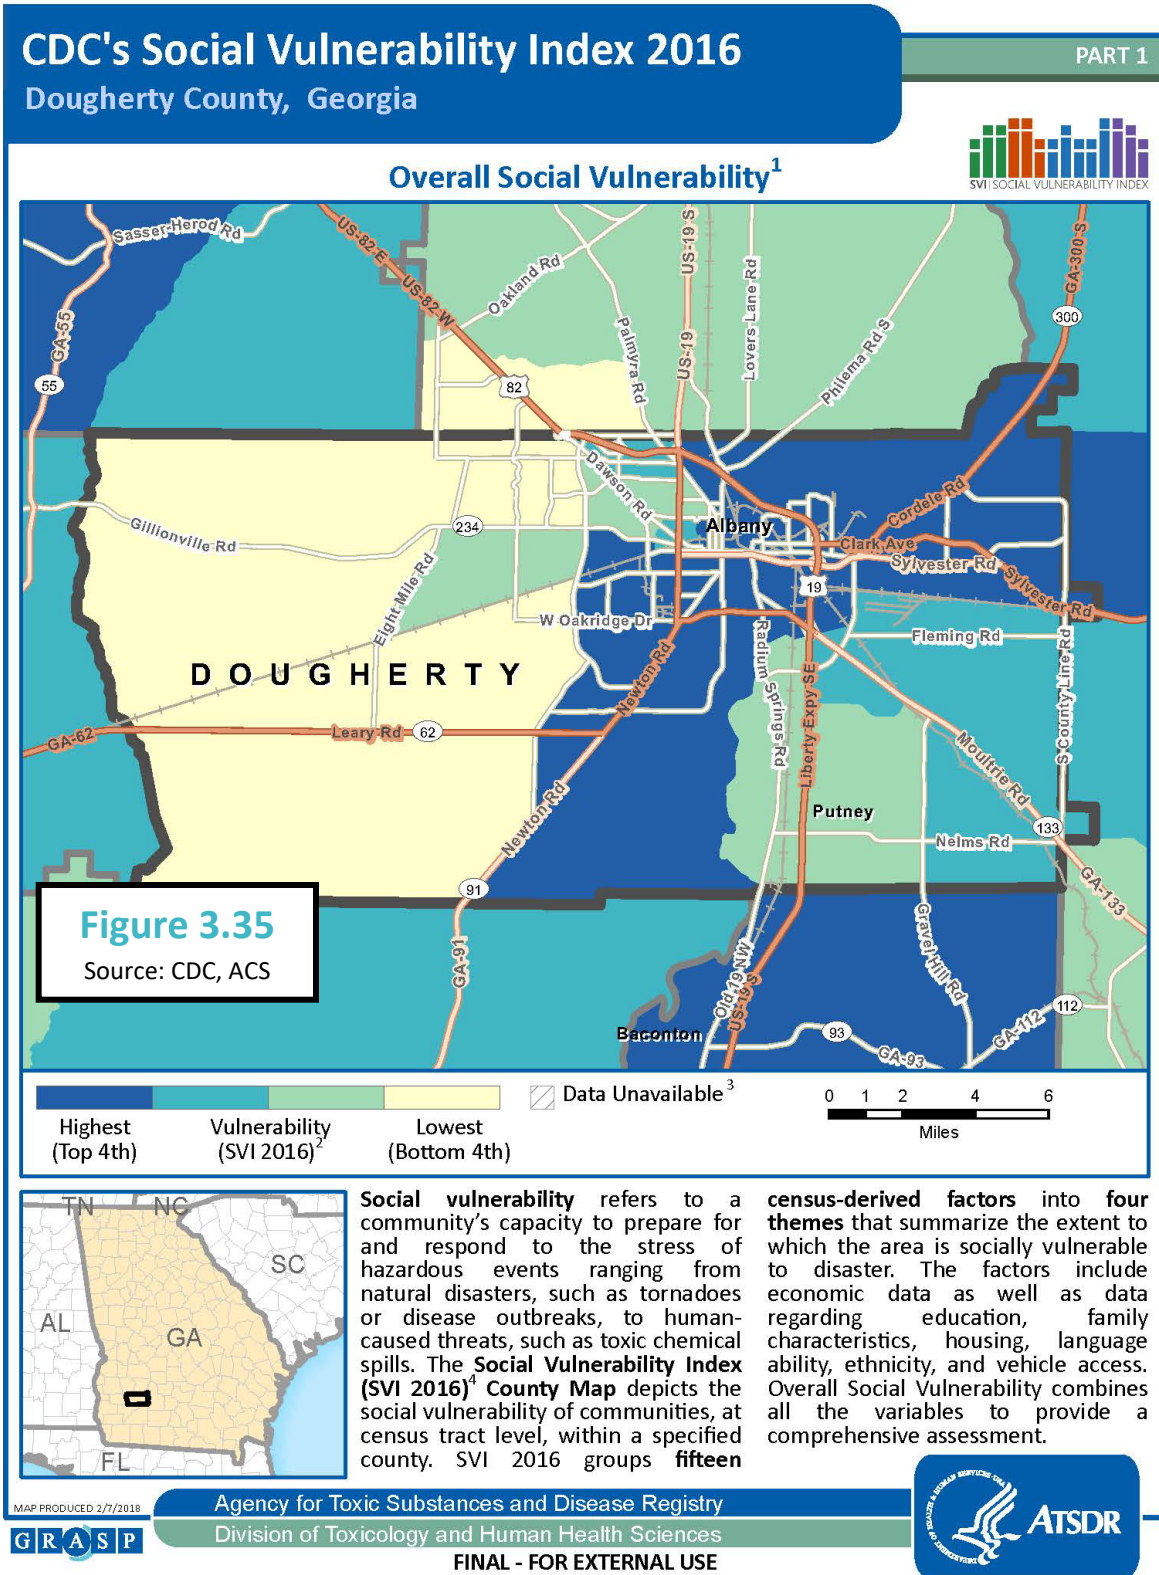 CDC's Social Vulnerability Index 2016
Dougherty County, Georgia
PART 1
SVI | SOCIAL VULNERABILITY INDEX
Overall Social Vulnerability1
Sasser-Herod Rd
US-82 E
US-82 W
Oakland Rd
Palmyra Rd
US-19 S
US-19
Lovers Lane Rd
Philema Rd S
GA-300 S
300
GA-55
55
82
Dawson Rd
Albany
Cordele Rd
Clark Ave
Sylvester Rd
Sylvester Rd
Gillionville Rd
234
19
Eight Mile Rd
W Oakridge Dr
Fleming Rd
DOUGHERTY
Newton Rd
Radium Springs Rd
Liberty Expy SE
S County Line Rd
GA-62
Leary Rd
62
Moultrie Rd
Putney
Newton Rd
Nelms Rd
133
GA-133
91
Figure 3.35
Source: CDC, ACS
GA-91
Old 19 NW
US-19 S
Gravel Hill Rd
Baconton
93
GA-93
GA-112
112
Highest
(Top 4th)
Vulnerability
(SVI 2016)2
Lowest
(Bottom 4th)
Data Unavailable3
0 1 2 4 6
Miles
TN
NC
SC
AL
GA
FL
Social vulnerability refers to a
community's capacity to prepare for
and respond to the stress of
hazardous events ranging from
natural disasters, such as tornadoes
or disease outbreaks, to human-
caused threats, such as toxic chemical
spills. The Social Vulnerability Index
(SVI 2016)4 County Map depicts the
social vulnerability of communities, at
census tract level, within a specified
county. SVI 2016 groups fifteen
census-derived factors into four
themes that summarize the extent to
which the area is socially vulnerable
to disaster. The factors include
economic data as well as data
regarding education, family
characteristics, housing, language
ability, ethnicity, and vehicle access.
Overall Social Vulnerability combines
all the variables to provide a
comprehensive assessment.
MAP PRODUCED 2/7/2018
GRASP
Agency for Toxic Substances and Disease Registry
Division of Toxicology and Human Health Sciences
FINAL - FOR EXTERNAL USE
DEPARTMENT OF HEALTH & HUMAN SERVICES USA
ATSDR